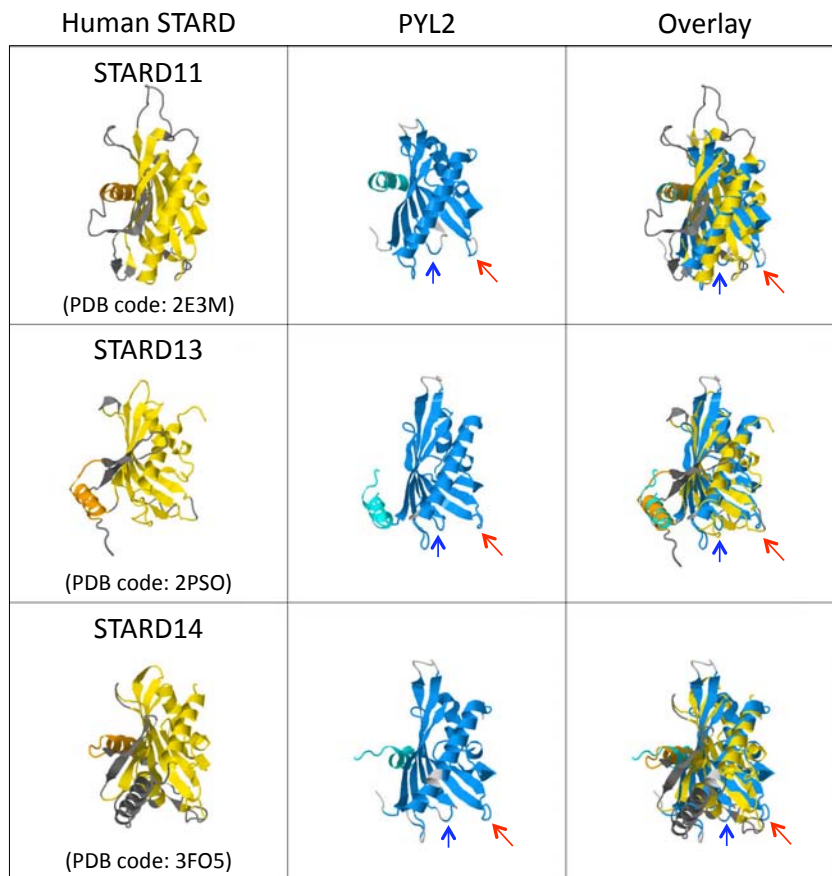 Human STARD PYL2 Overlay
STARD11
(PDB code: 2E3M)
STARD13
(PDB code: 2PSO)
STARD14
(PDB code: 3FO5)